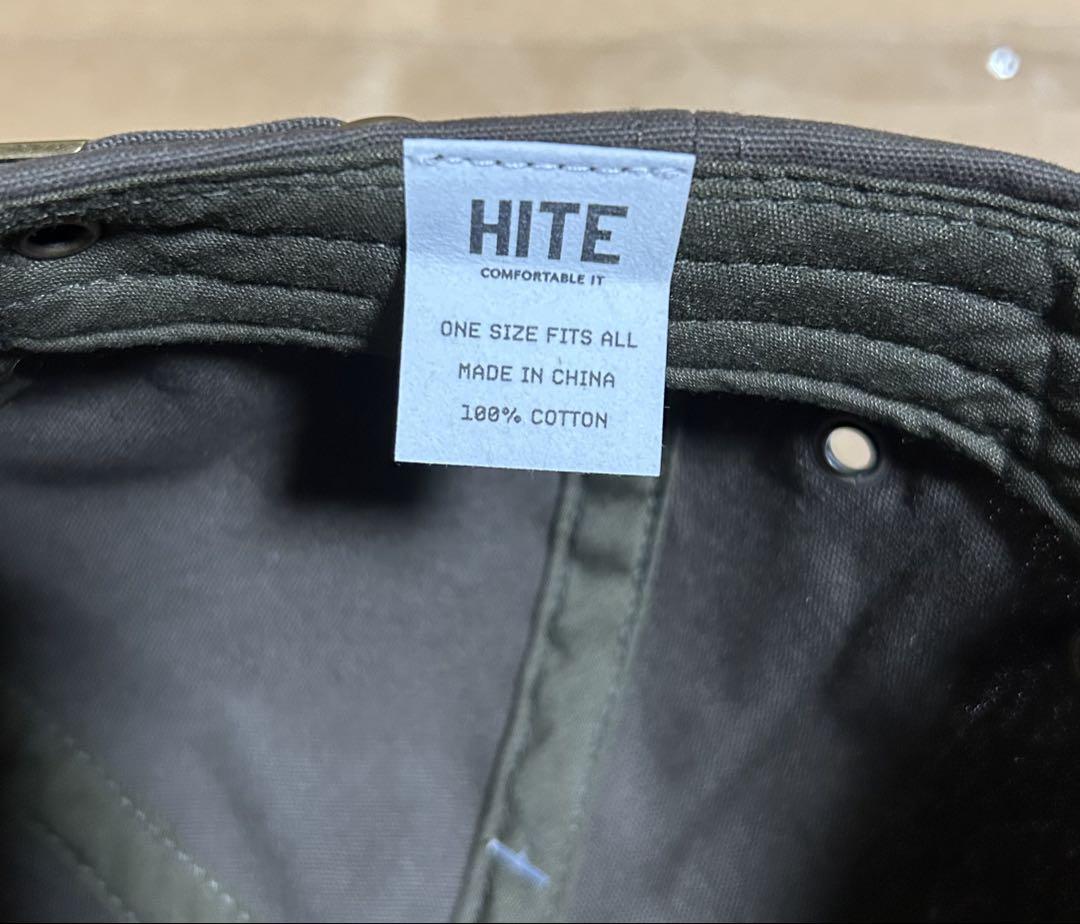 HITE
COMFORTABLE IT
ONE SIZE FITS ALL
MADE IN CHINA
100% COTTON